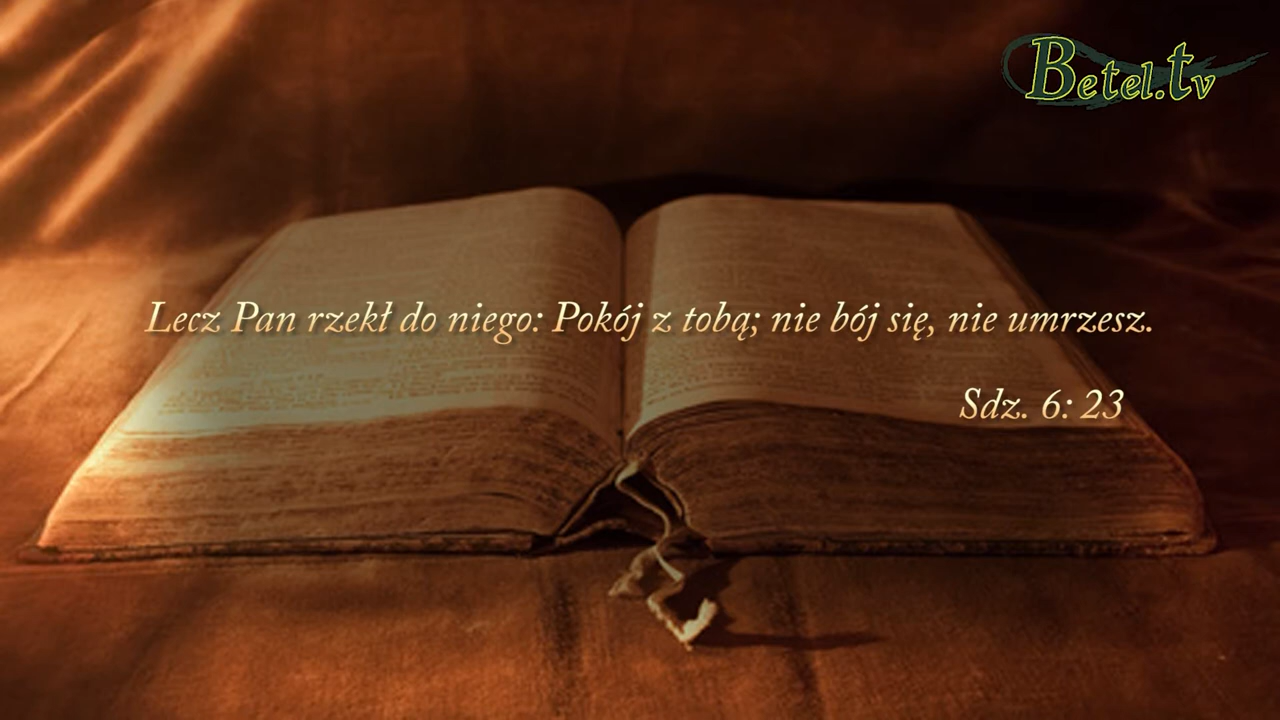 Betel.tv
Lecz Pan rzekł do niego: Pokój z tobą; nie bój się, nie umrzesz.
Sdz. 6: 23